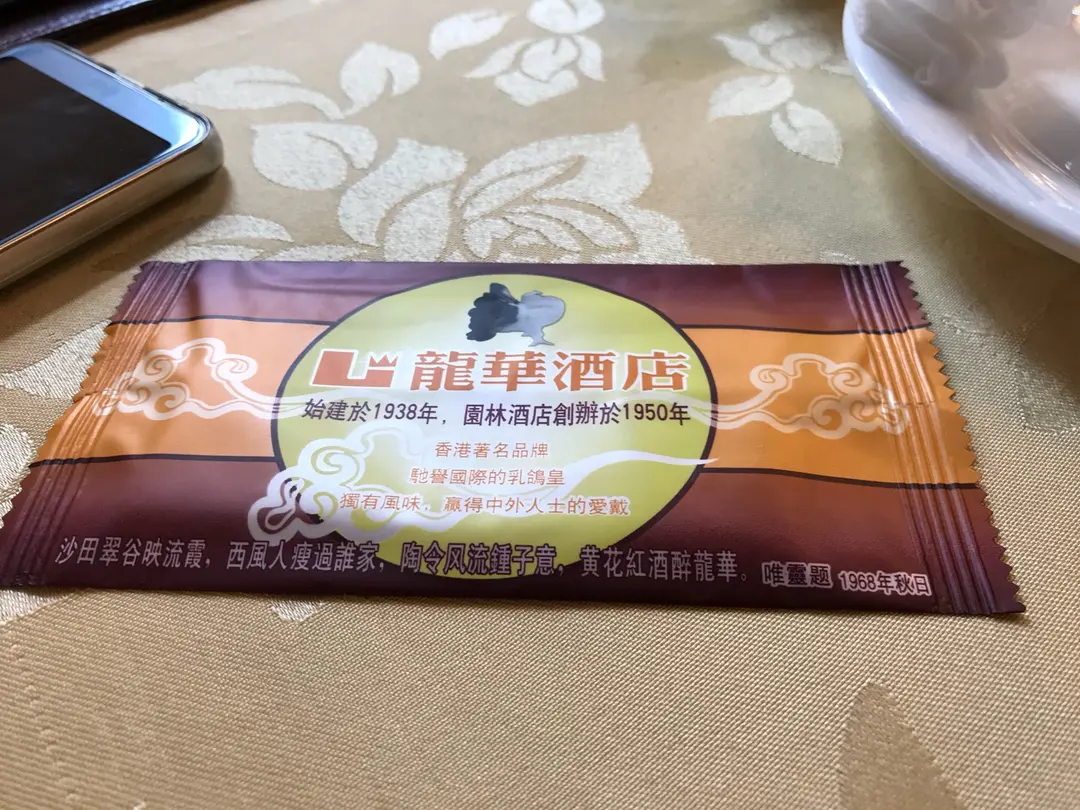 龍華酒店
始建於1938年，園林酒店創辦於1950年
香港著名品牌
馳譽國際的乳鴿皇
獨有風味，贏得中外人士的愛戴
沙田翠谷映流霞，西風人瘦過誰家，陶令风流鍾子意，黄花紅酒醉龍華。唯靈题 1968年秋日